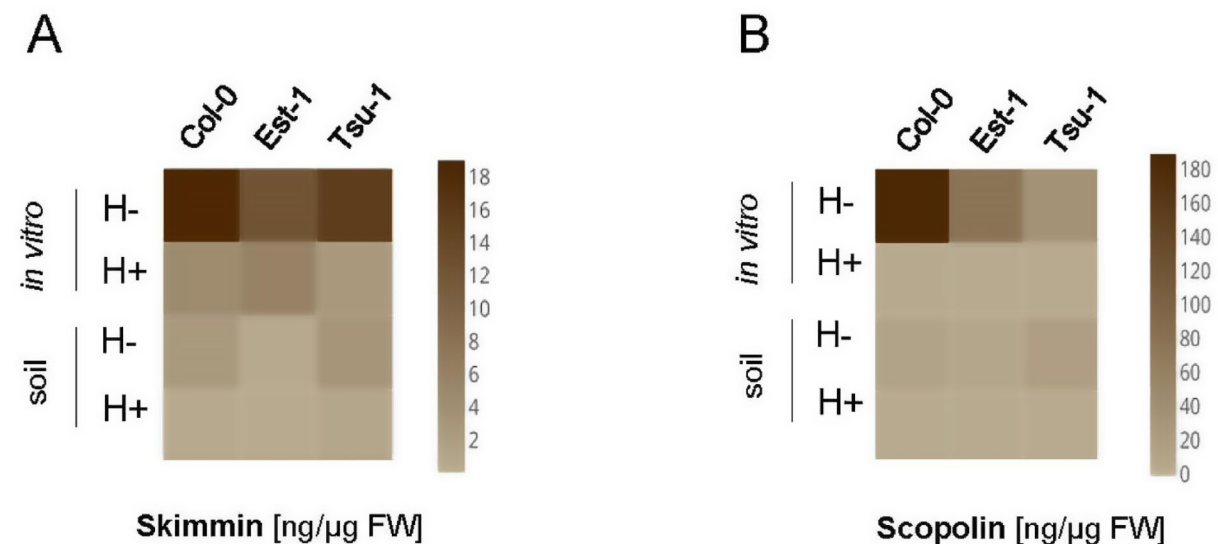 A
B
Col-0 Est-1 Tsu-1
Col-0 Est-1 Tsu-1
in vitro
H-
H+
soil
H-
H+
18
16
14
12
10
8
6
4
2
in vitro
H-
H+
soil
H-
H+
180
160
140
120
100
80
60
40
20
0
Skimmin [ng/µg FW]
Scopolin [ng/µg FW]